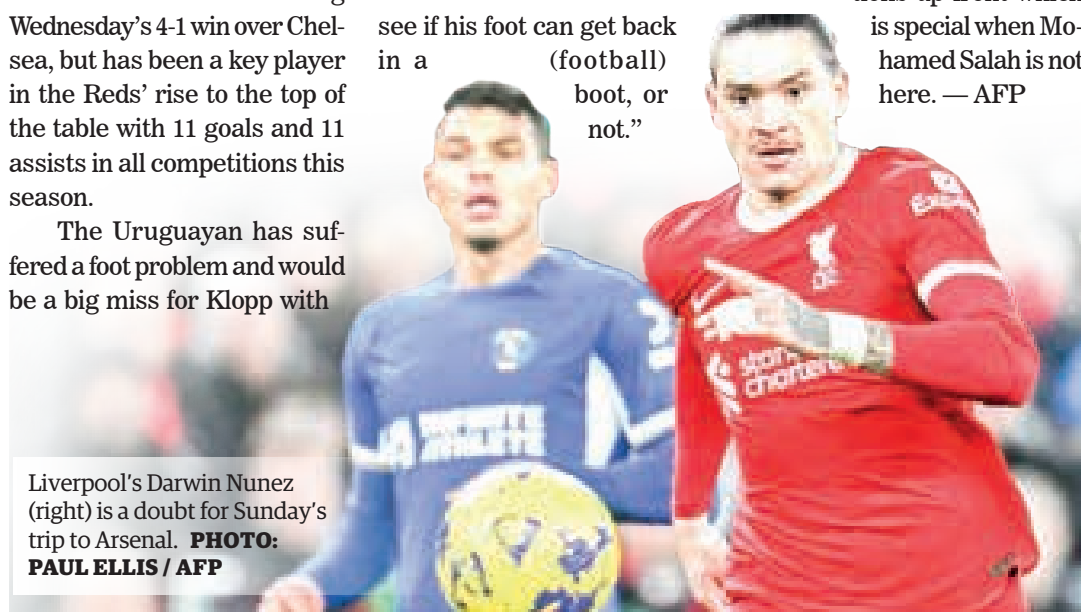 Wednesday's 4-1 win over Chel-
sea, but has been a key player
in the Reds' rise to the top of
the table with 11 goals and 11
assists in all competitions this
season.
The Uruguayan has suf-
fered a foot problem and would
be a big miss for Klopp with
see if his foot can get back
in a (football)
boot, or
not."
is special when Mo-
hamed Salah is not
here. — AFP
INFINITE
ATHLETE
standard
chartered
Liverpool's Darwin Nunez
(right) is a doubt for Sunday's
trip to Arsenal. PHOTO:
PAUL ELLIS / AFP